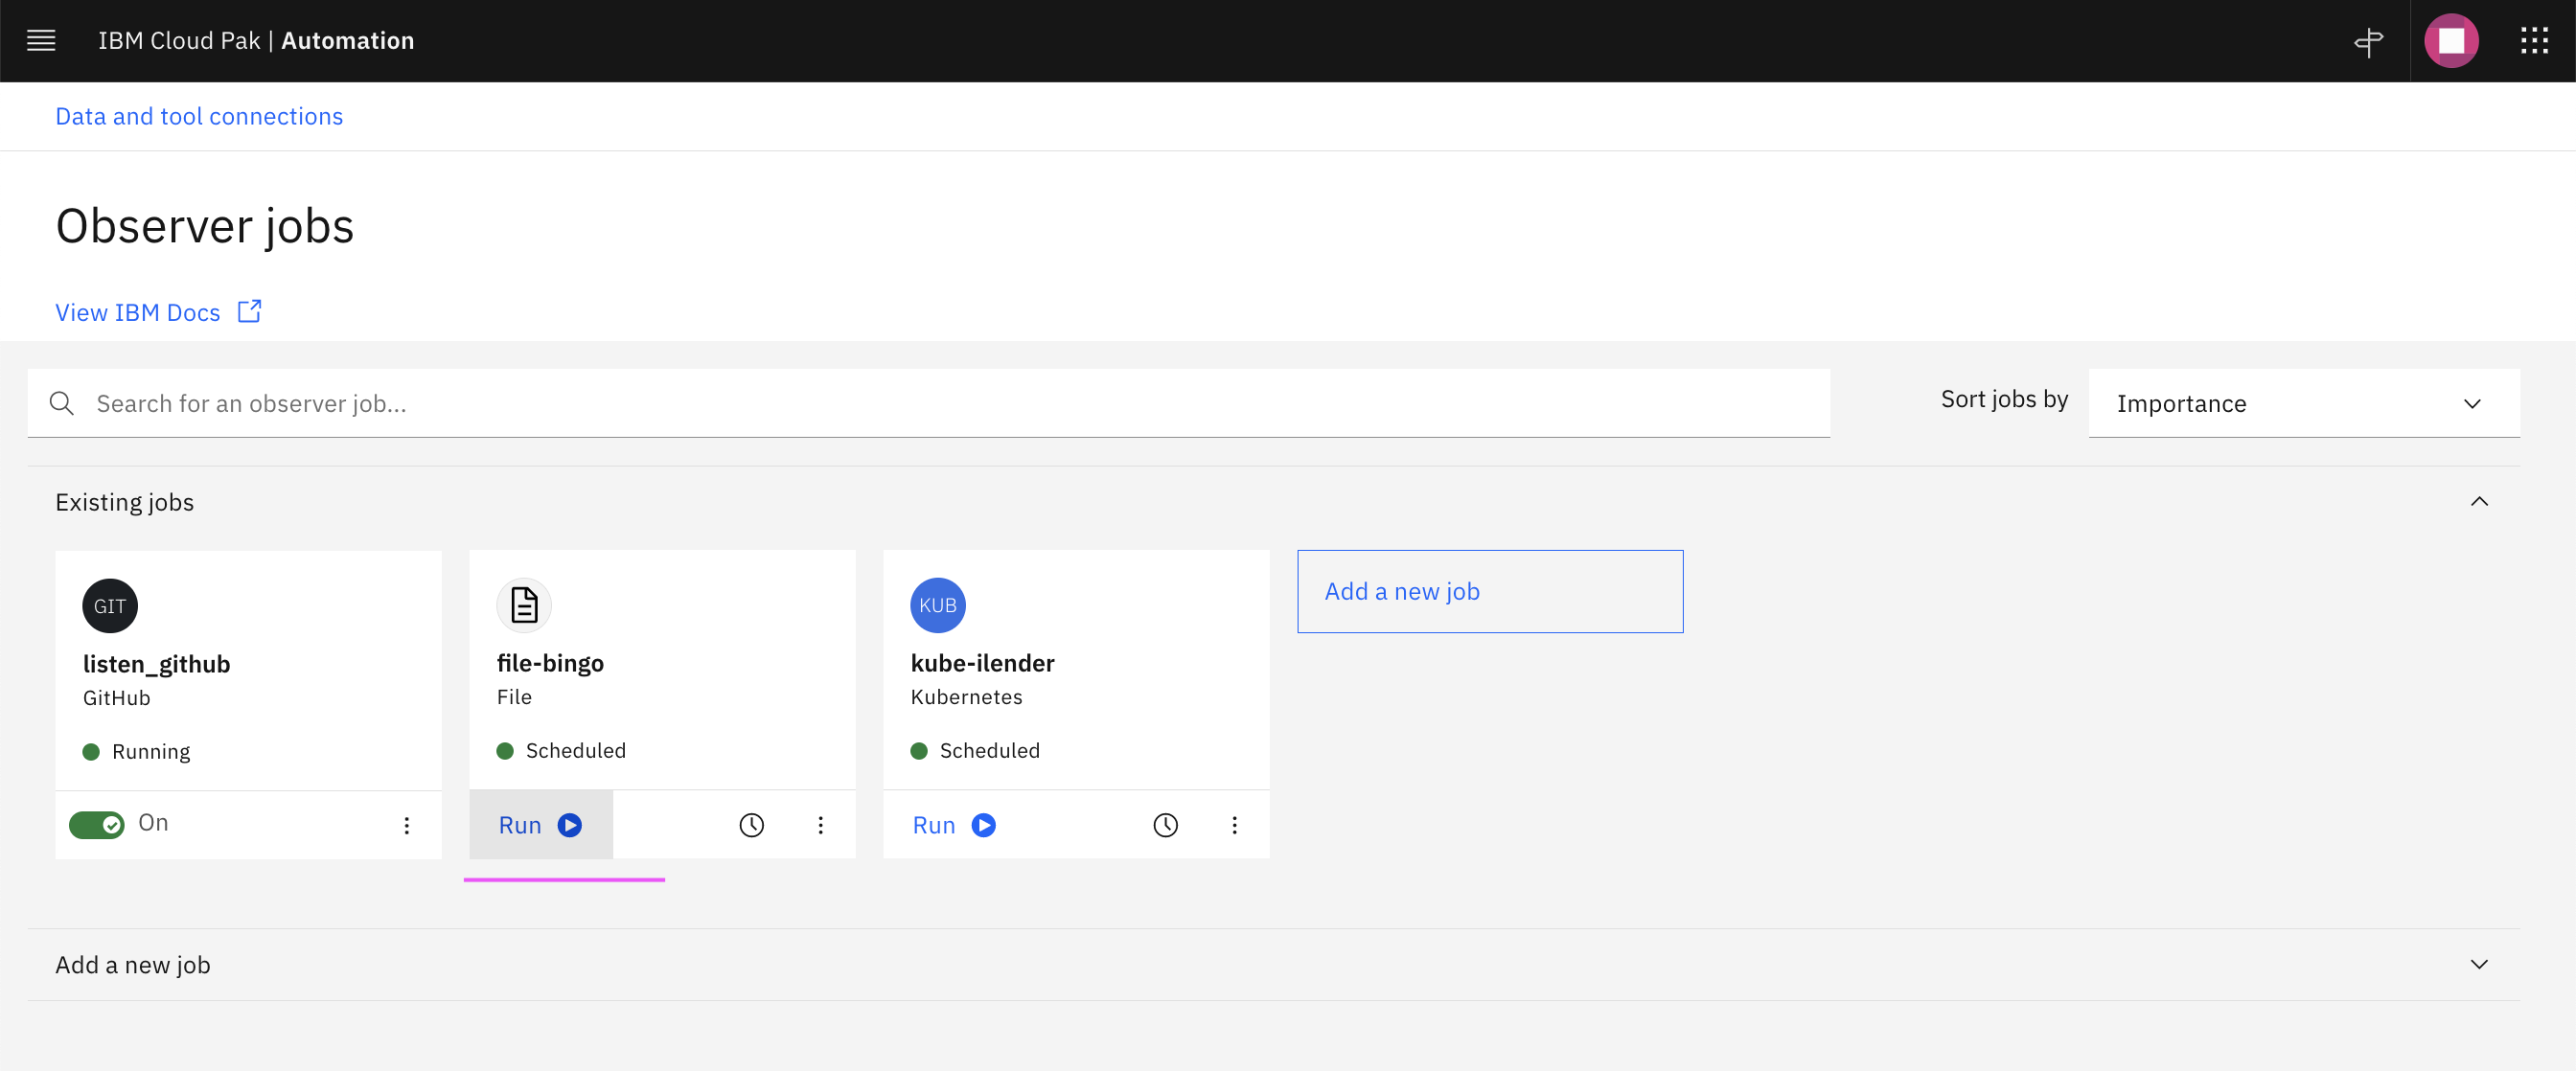 IBM Cloud Pak | Automation
Data and tool connections
Observer jobs
View IBM Docs
Search for an observer job...
Sort jobs by
Importance
Existing jobs
GIT
listen_github
GitHub
Running
On
file-bingo
File
Scheduled
Run
KUB
kube-ilender
Kubernetes
Scheduled
Run
Add a new job
Add a new job